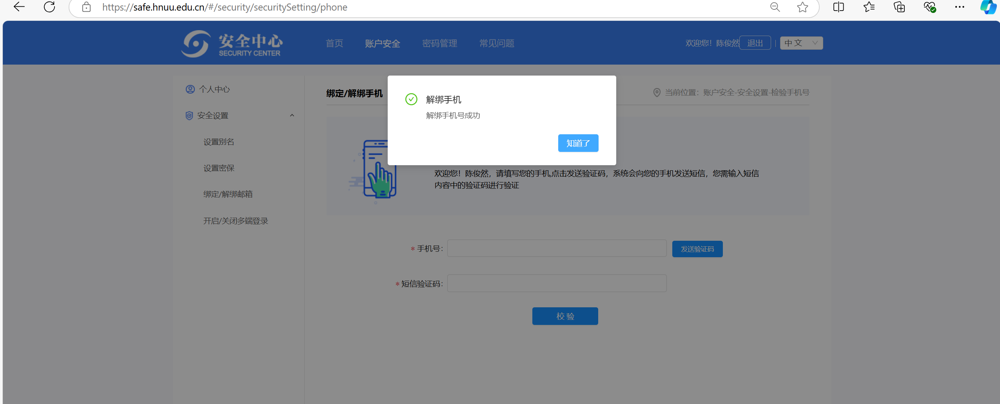 https://safe.hnuu.edu.cn/#/security/securitySetting/phone
安全中心
SECURITY CENTER
首页
账户安全
密码管理
常见问题
欢迎您！陈俊然
退出
|
中文
个人中心
安全设置
设置别名
设置密保
绑定/解绑邮箱
开启/关闭多端登录
绑定/解绑手机
当前位置：账户安全-安全设置-检验手机号
解绑手机
解绑手机号成功
知道了
欢迎您！陈俊然，请填写您的手机,点击发送验证码，系统会向您的手机发送短信，您需输入短信
内容中的验证码进行验证
* 手机号：
发送验证码
* 短信验证码：
校 验